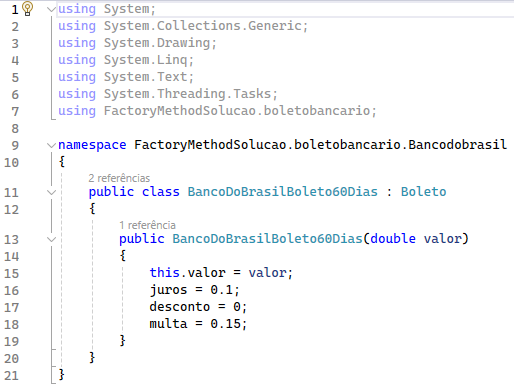 1 using System;
2 using System.Collections.Generic;
3 using System.Drawing;
4 using System.Linq;
5 using System.Text;
6 using System.Threading.Tasks;
7 using FactoryMethodSolucao.boletobancario;
8
9 namespace FactoryMethodSolucao.boletobancario.Bancodobrasil
10 {
2 referências
11 public class BancoDoBrasilBoleto60Dias : Boleto
12 {
1 referência
13 public BancoDoBrasilBoleto60Dias(double valor)
14 {
15 this.valor = valor;
16 juros = 0.1;
17 desconto = 0;
18 multa = 0.15;
19 }
20 }
21 }